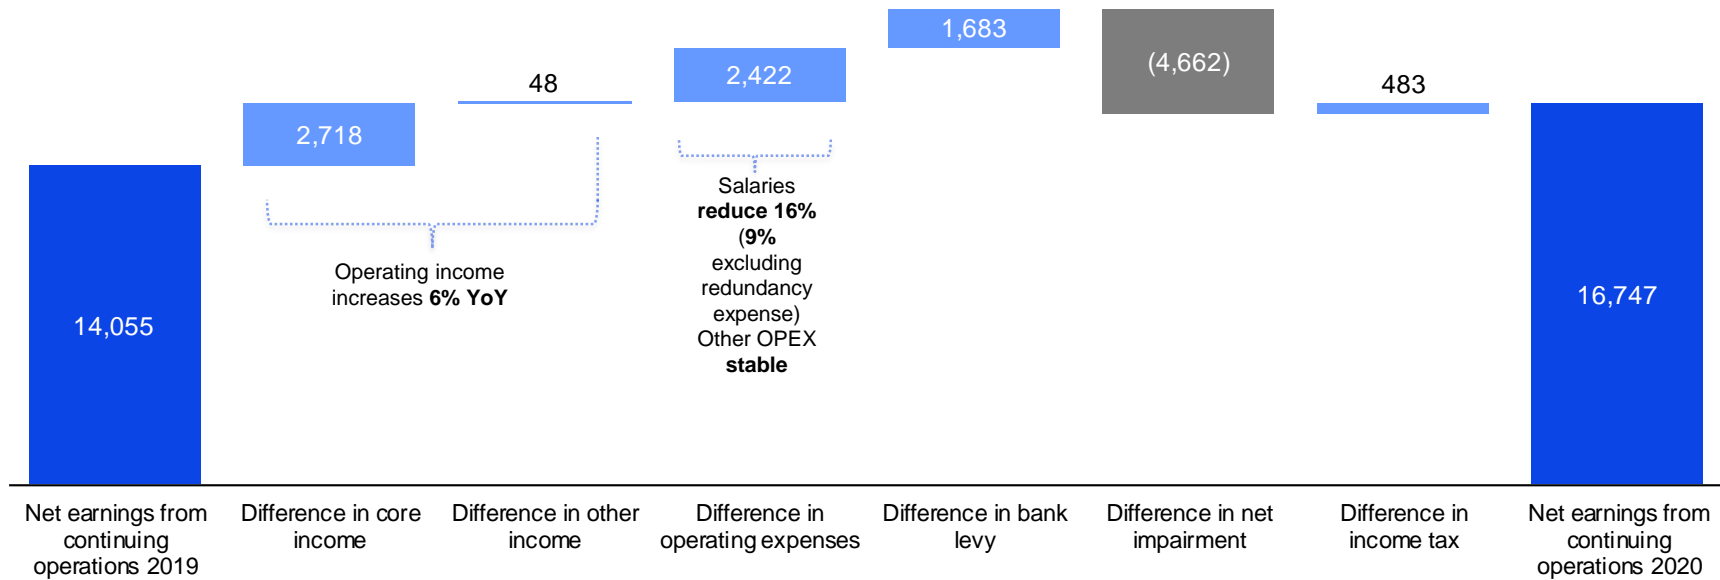 1,683
(4,662)
2,422
48
483
2,718
Salaries
reduce 16%
(9%
excluding
redundancy
expense)
Other OPEX
stable
Operating income
increases 6% YoY
14,055
16,747
Net earnings from
continuing
operations 2019
Difference in core
income
Difference in other
income
Difference in
operating expenses
Difference in bank
levy
Difference in net
impairment
Difference in
income tax
Net earnings from
continuing
operations 2020